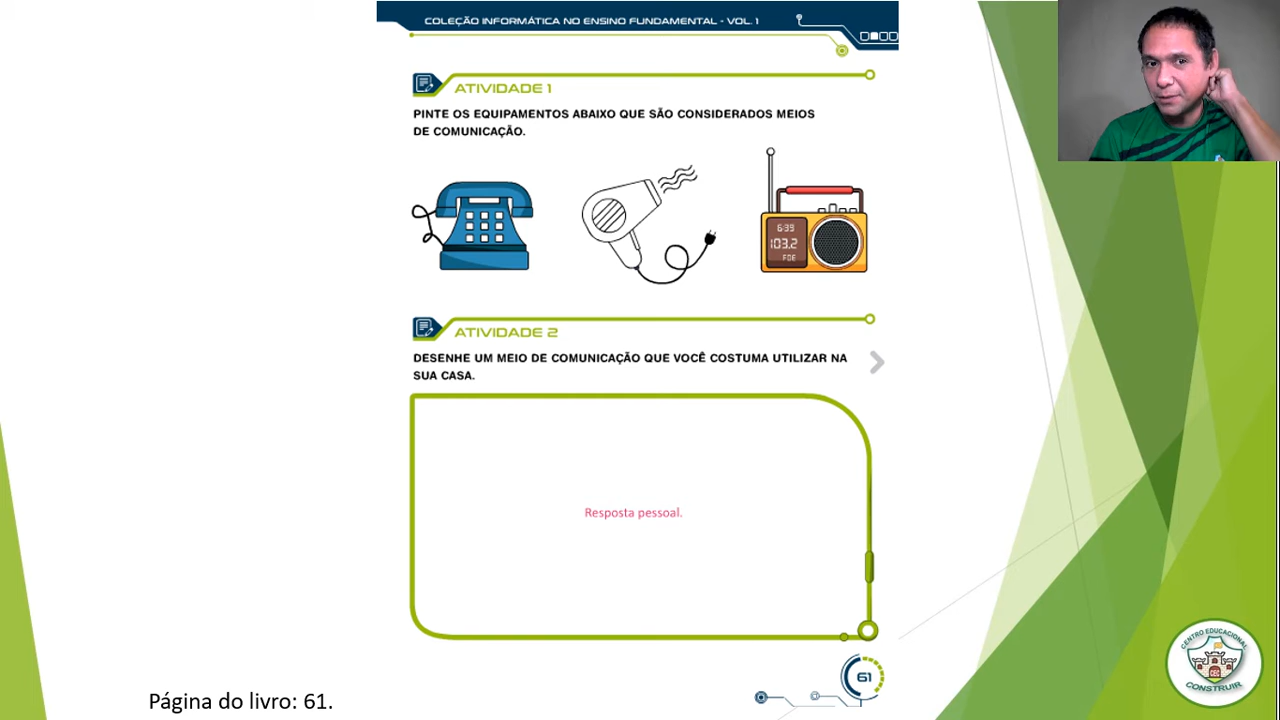 COLEÇÃO INFORMÁTICA NO ENSINO FUNDAMENTAL - VOL. 1
ATIVIDADE 1
PINTE OS EQUIPAMENTOS ABAIXO QUE SÃO CONSIDERADOS MEIOS
DE COMUNICAÇÃO.
6:39
103.2
FDE
ATIVIDADE 2
DESENHE UM MEIO DE COMUNICAÇÃO QUE VOCÊ COSTUMA UTILIZAR NA
SUA CASA.
Resposta pessoal.
61
Página do livro: 61.
CENTRO EDUCACIONAL
CEC
CONSTRUIR